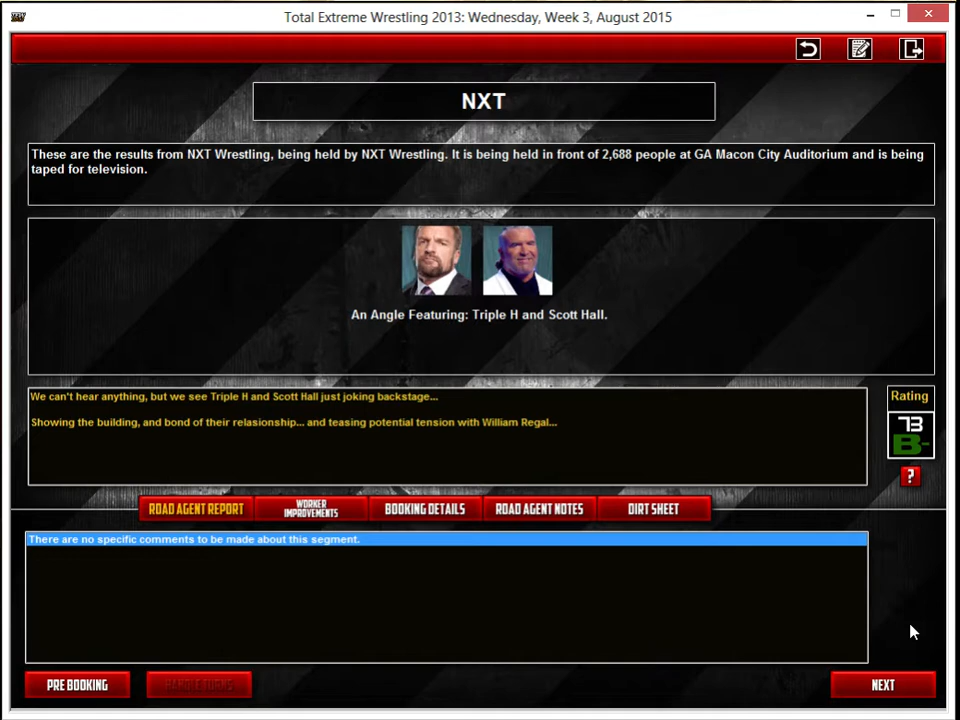 Total Extreme Wrestling 2013: Wednesday, Week 3, August 2015
NXT
These are the results from NXT Wrestling, being held by NXT Wrestling. It is being held in front of 2,688 people at GA Macon City Auditorium and is being
taped for television.
An Angle Featuring: Triple H and Scott Hall.
We can't hear anything, but we see Triple H and Scott Hall just joking backstage...
Showing the building, and bond of their relasionship... and teasing potential tension with William Regal...
Rating
73
B-
?
ROAD AGENT REPORT
WORKER
IMPROVEMENTS
BOOKING DETAILS
ROAD AGENT NOTES
DIRT SHEET
There are no specific comments to be made about this segment.
PRE BOOKING
HANDLE TURNS
NEXT